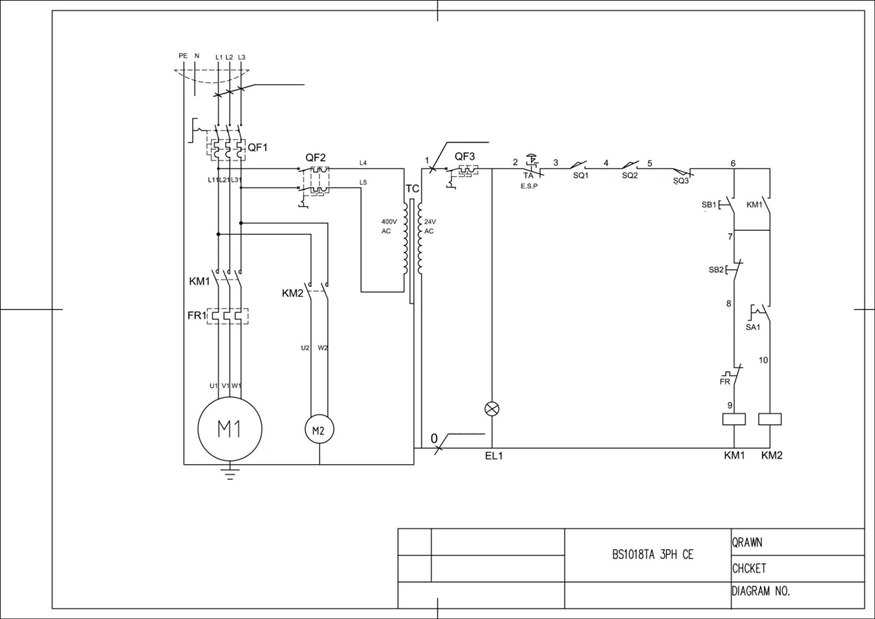 PE N L1 L2 L3
QF1
QF2
L4
1
QF3
2
TA
E.S.P
3
SQ1
4
SQ2
5
SQ3
6
L11 L21 L31
L5
TC
400V
AC
24V
AC
SB1
KM1
7
SB2
8
SA1
10
FR
9
KM1
FR1
KM2
U2 W2
U1 V1 W1
M1
M2
0
EL1
KM1
KM2
BS1018TA 3PH CE
QRAWN
CHCKET
DIAGRAM NO.